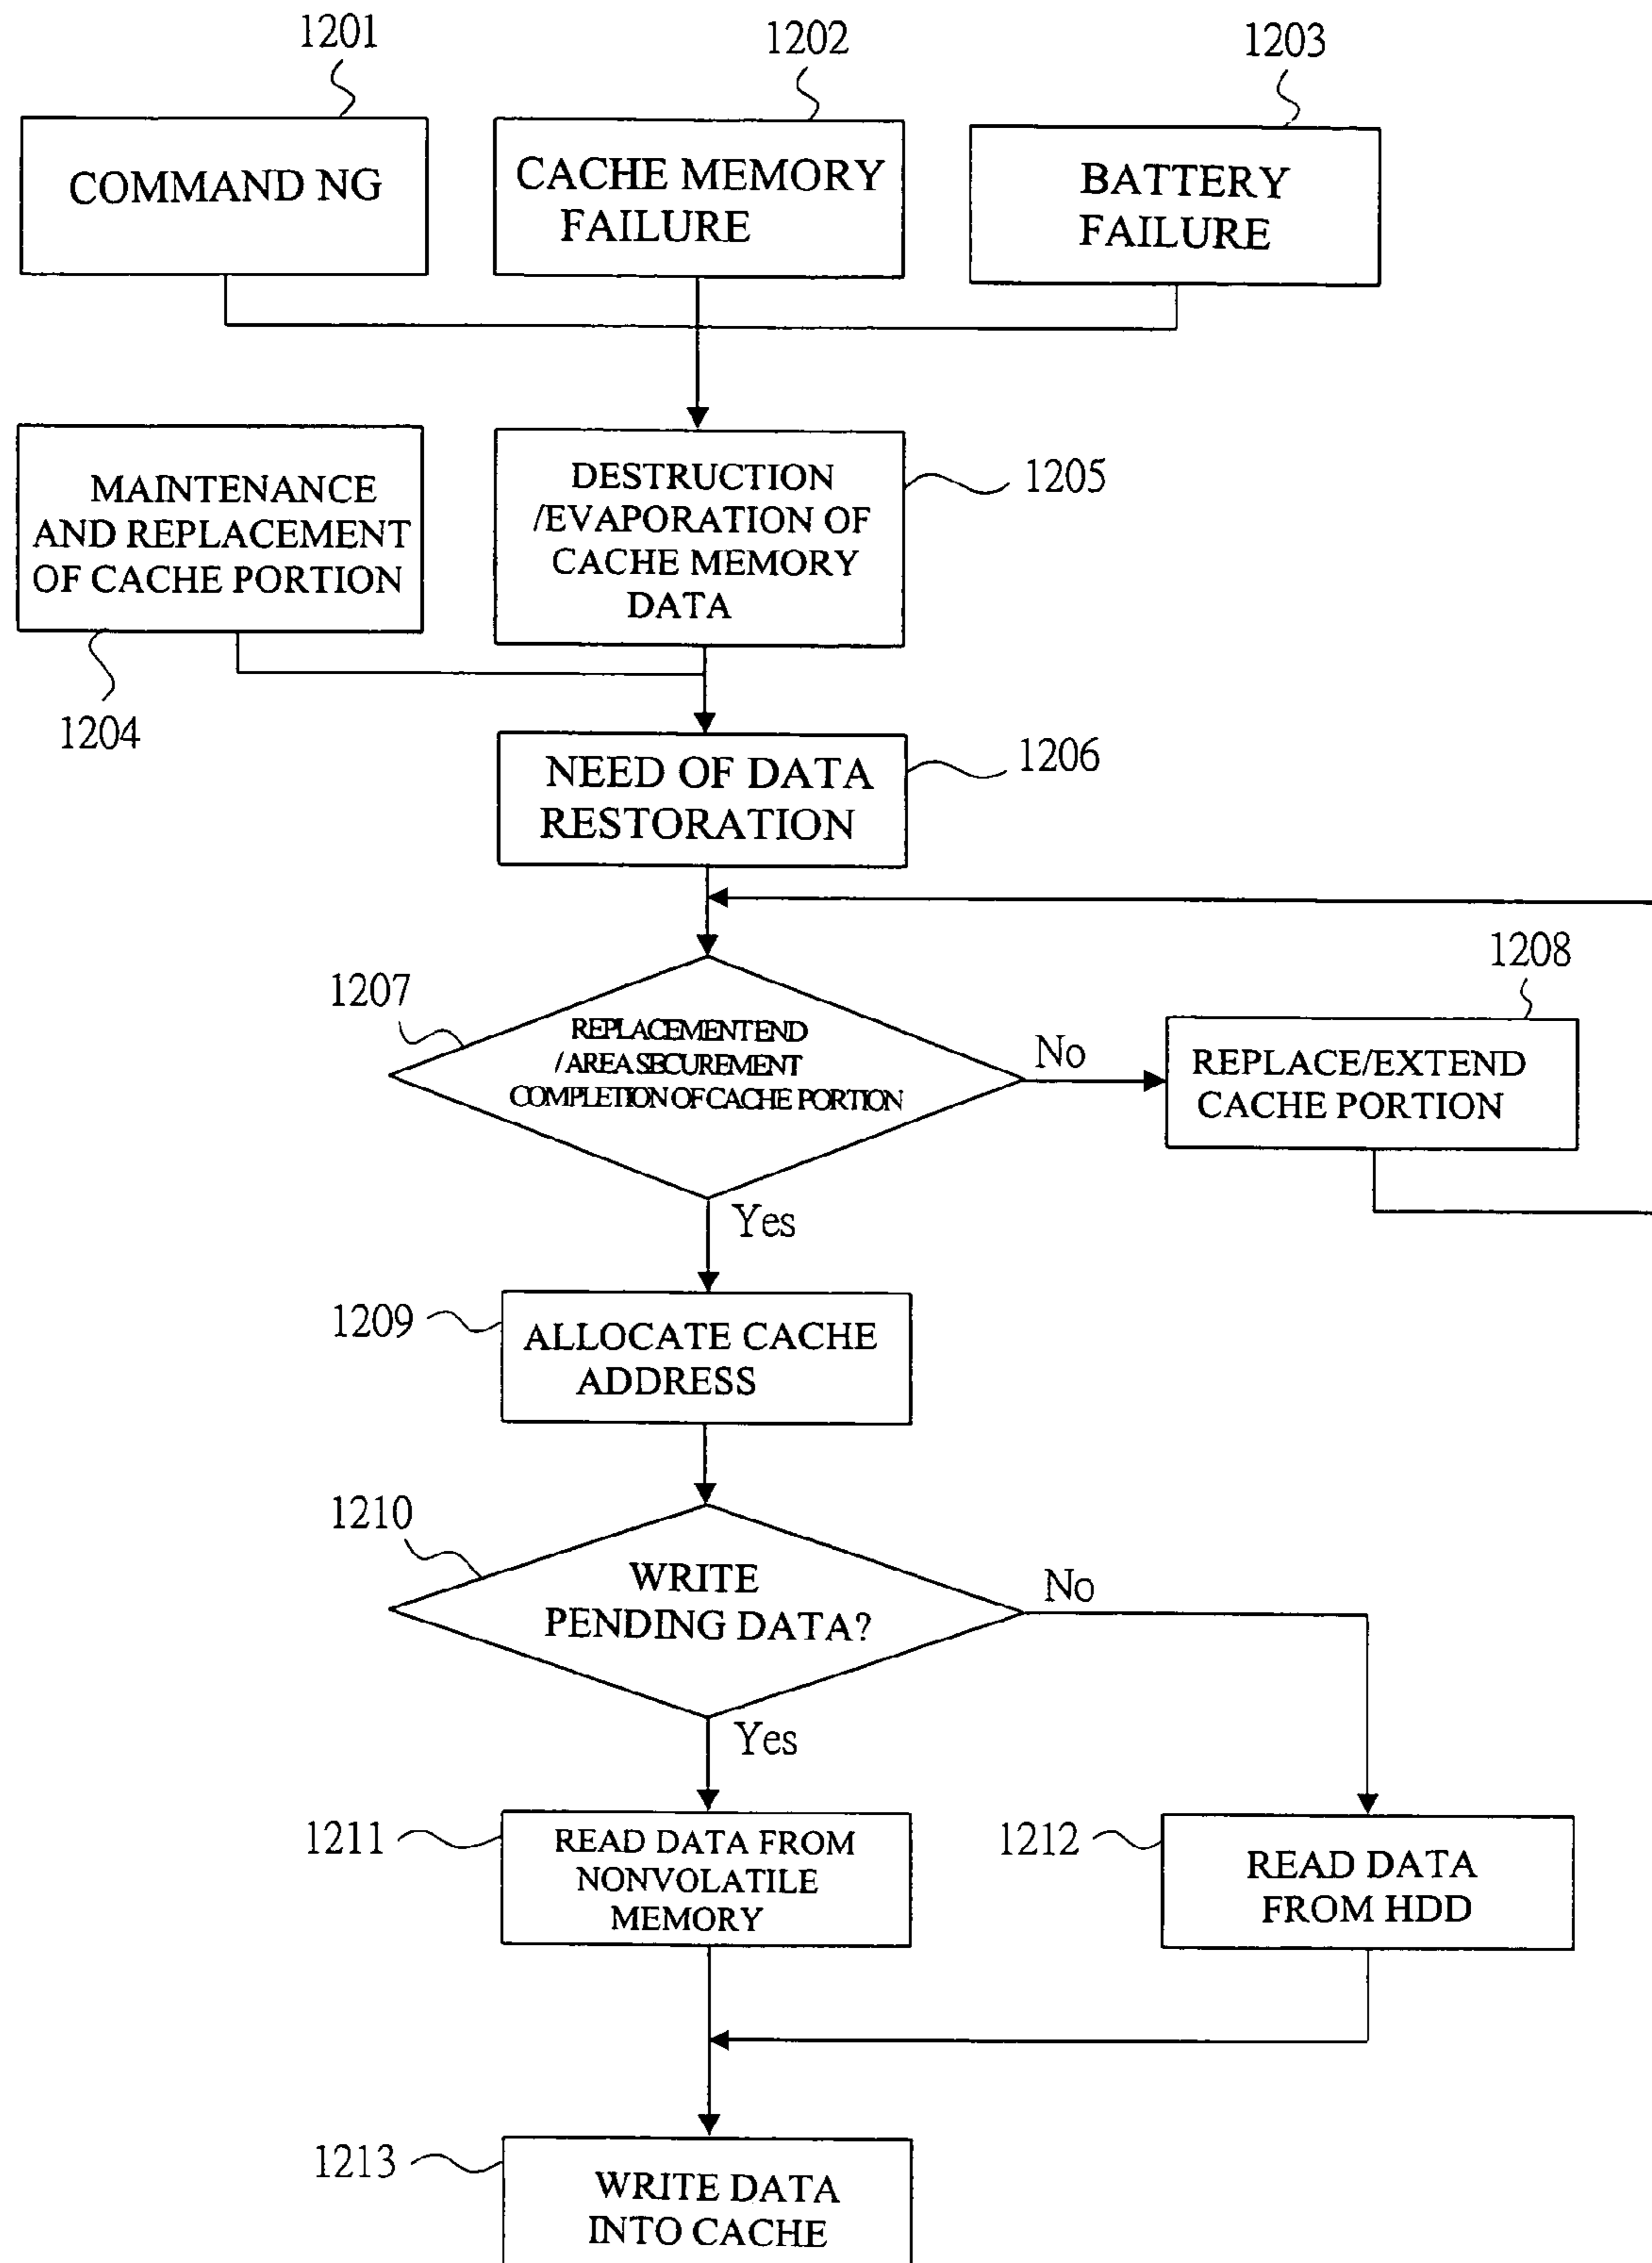 1201
1202
1203
COMMAND NG
CACHE MEMORY
FAILURE
BATTERY
FAILURE
MAINTENANCE
AND REPLACEMENT
OF CACHE PORTION
1204
DESTRUCTION
/EVAPORATION OF
CACHE MEMORY
DATA
1205
NEED OF DATA
RESTORATION
1206
1207
REPLACEMENT END
/ AREA SECUREMENT
COMPLETION OF CACHE PORTION
No
1208
REPLACE/EXTEND
CACHE PORTION
Yes
1209
ALLOCATE CACHE
ADDRESS
1210
WRITE
PENDING DATA?
No
Yes
1211
READ DATA FROM
NONVOLATILE
MEMORY
1212
READ DATA
FROM HDD
1213
WRITE DATA
INTO CACHE